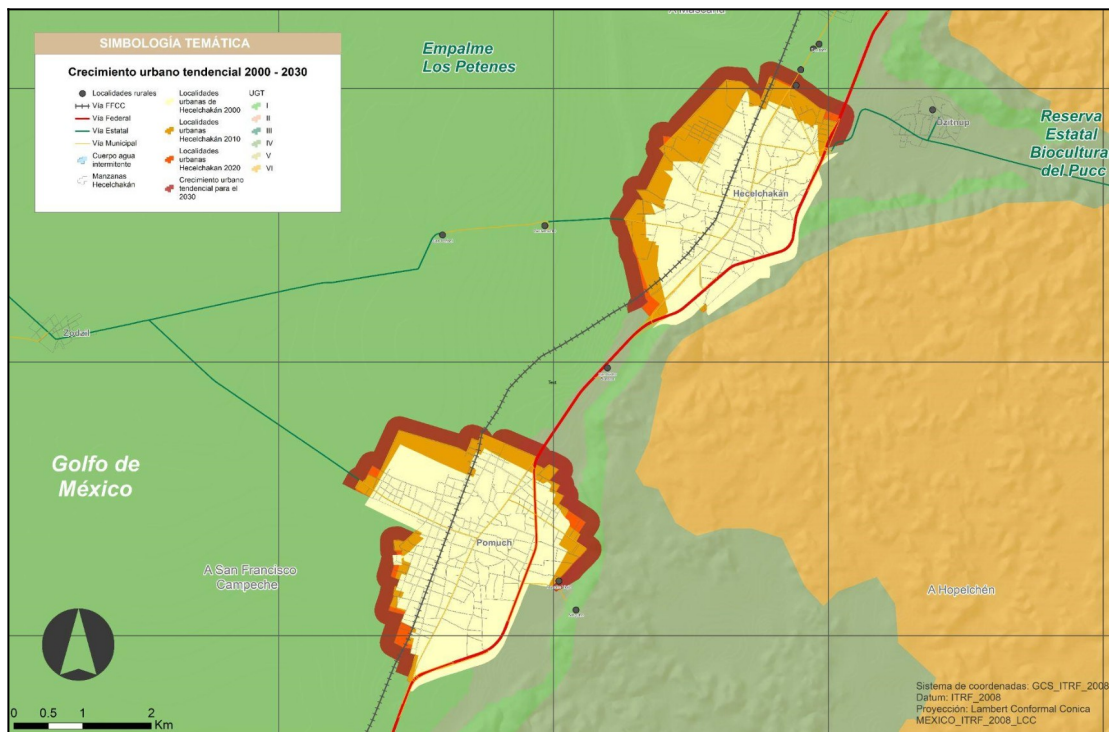 SIMBOLOGÍA TEMÁTICA
Crecimiento urbano tendencial 2000 - 2030
Localidades rurales
Vía FFCC
Vía Federal
Vía Estatal
Vía Municipal
Cuerpo agua
intermitente
Manzanas
Hecelchakán
Localidades
urbanas de
Hecelchakán 2000
Localidades
urbanas
Hecelchakán 2010
Localidades
urbanas
Hecelchakan 2020
Crecimiento urbano
tendencial para el
2030
UGT
I
II
III
IV
V
VI
Empalme
Los Petenes
Dzitnup
Reserva
Estatal
Biocultura
del Pucc
Hecelchakán
Zodzil
Golfo de
México
Pomuch
A San Francisco
Campeche
A Hopelchén
0 0.5 1 2
Km
Sistema de coordenadas: GCS_ITRF_2008
Datum: ITRF_2008
Proyección: Lambert Conformal Conica
MEXICO_ITRF_2008_LCC